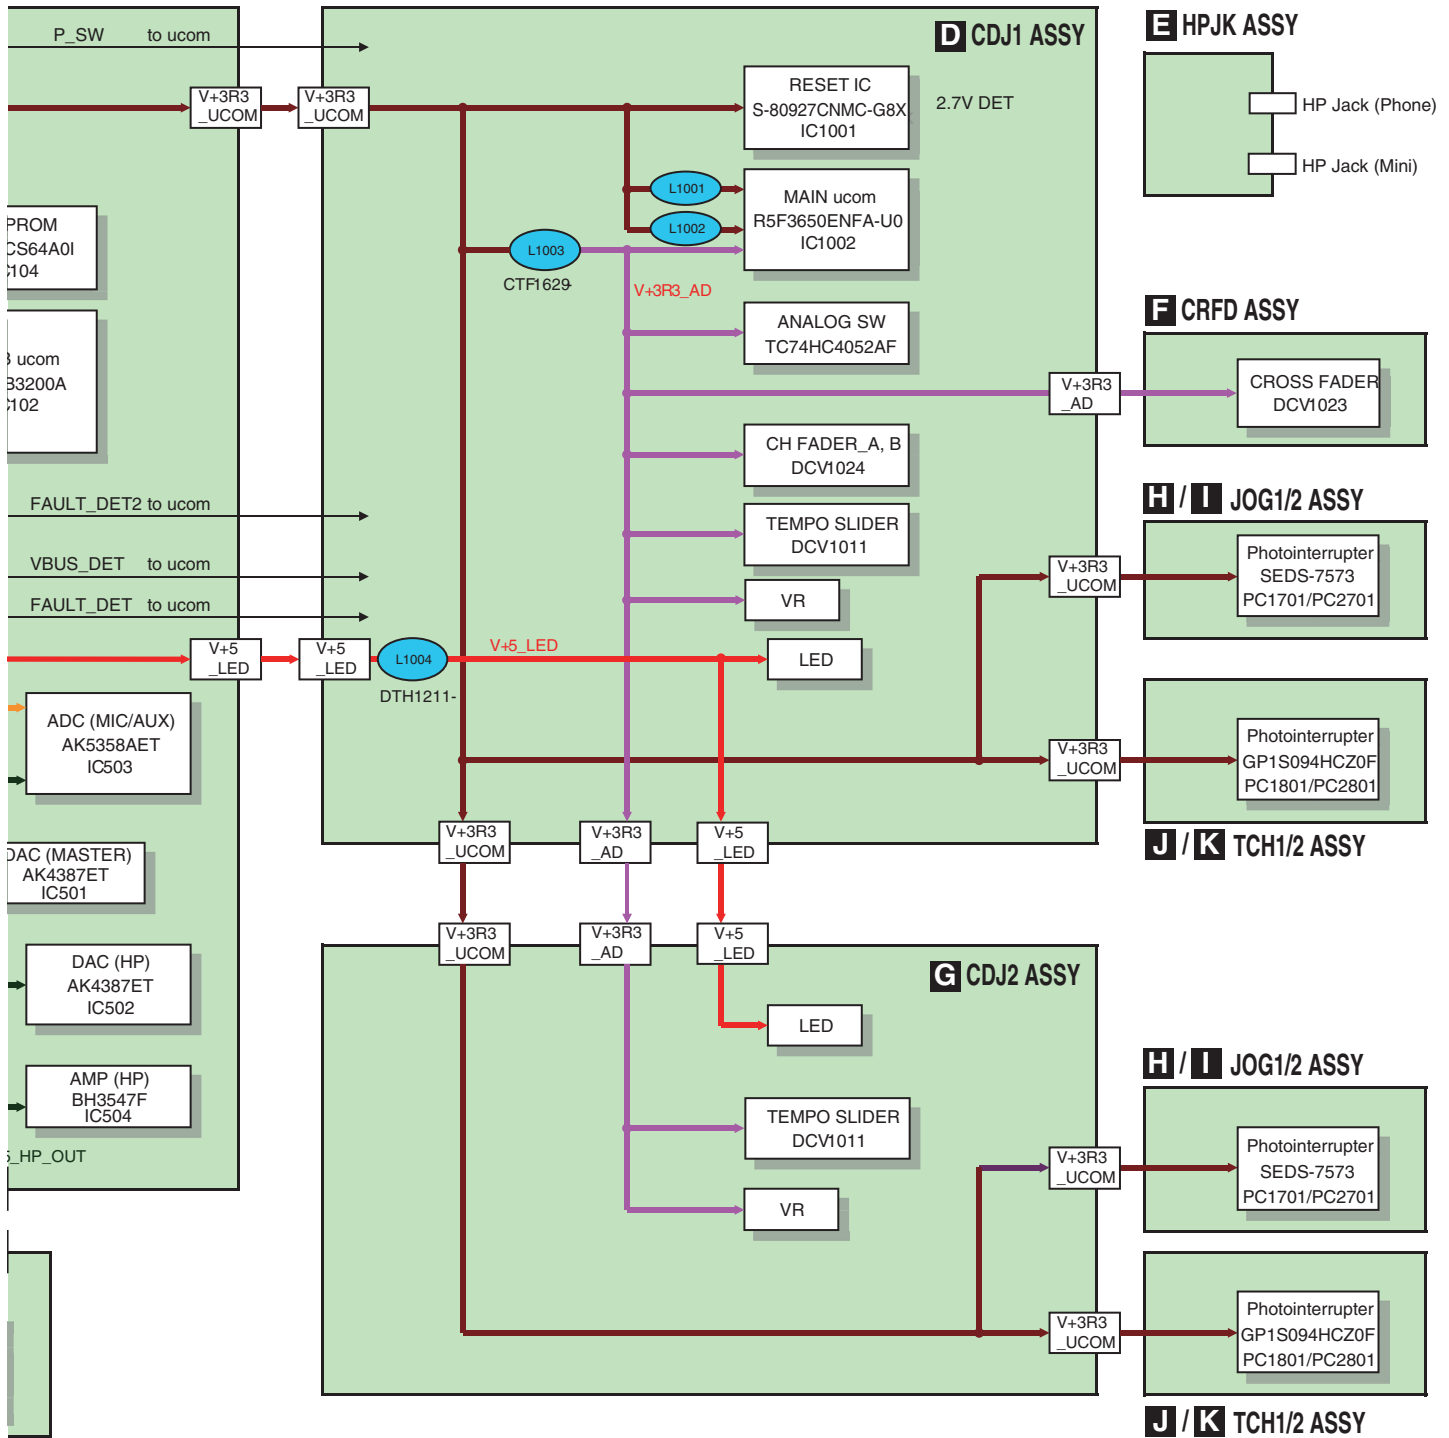 P_SW to ucom
V+3R3
_UCOM
V+3R3
_UCOM
D CDJ1 ASSY
RESET IC
S-80927CNMC-G8X
IC1001
2.7V DET
L1001
L1002
MAIN ucom
R5F3650ENFA-U0
IC1002
L1003
CTF1629-
V+3R3_AD
ANALOG SW
TC74HC4052AF
V+3R3
_AD
CH FADER_A, B
DCV1024
TEMPO SLIDER
DCV1011
VR
V+3R3
_UCOM
PROM
CS64A0I
C104
ucom
B3200A
C102
FAULT_DET2 to ucom
VBUS_DET to ucom
FAULT_DET to ucom
V+5
_LED
V+5
_LED
L1004
DTH1211-
V+5_LED
LED
V+3R3
_UCOM
ADC (MIC/AUX)
AK5358AET
IC503
DAC (MASTER)
AK4387ET
IC501
DAC (HP)
AK4387ET
IC502
AMP (HP)
BH3547F
IC504
5_HP_OUT
V+3R3
_UCOM
V+3R3
_AD
V+5
_LED
V+3R3
_UCOM
V+3R3
_AD
V+5
_LED
G CDJ2 ASSY
LED
TEMPO SLIDER
DCV1011
VR
V+3R3
_UCOM
V+3R3
_UCOM
E HPJK ASSY
HP Jack (Phone)
HP Jack (Mini)
F CRFD ASSY
CROSS FADER
DCV1023
H / I JOG1/2 ASSY
Photointerrupter
SEDS-7573
PC1701/PC2701
Photointerrupter
GP1S094HCZ0F
PC1801/PC2801
J / K TCH1/2 ASSY
H / I JOG1/2 ASSY
Photointerrupter
SEDS-7573
PC1701/PC2701
Photointerrupter
GP1S094HCZ0F
PC1801/PC2801
J / K TCH1/2 ASSY